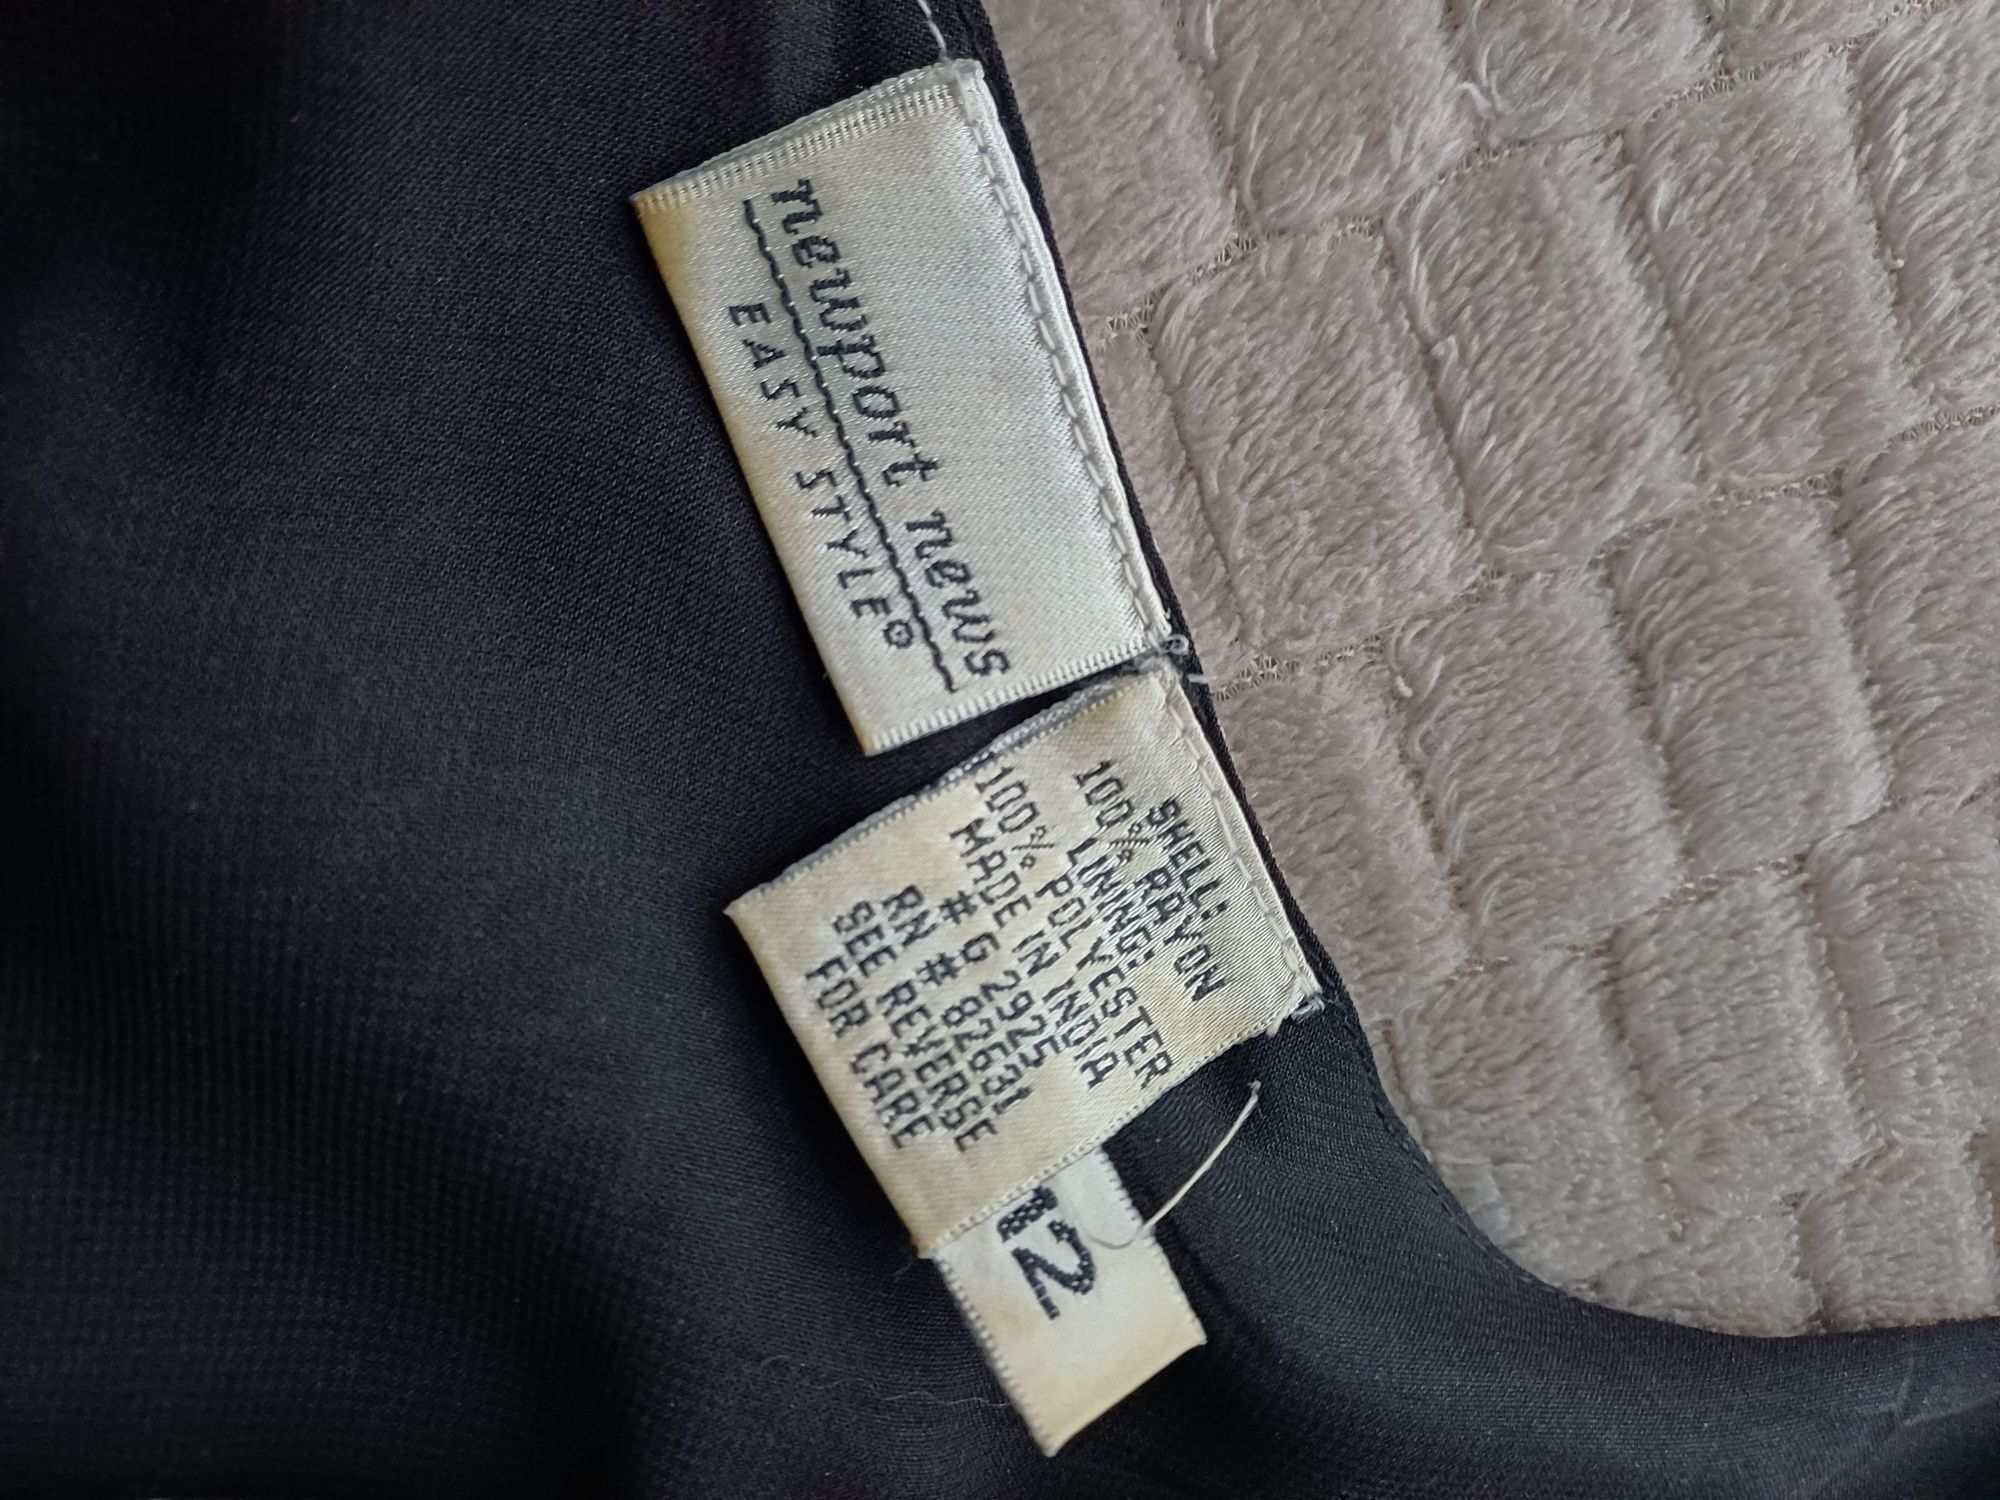 newport news
EASY STYLE®
SHELL:
100% RAYON
LINING:
100% POLYESTER
MADE IN INDIA
# G 2925
RN # 82631
SEE REVERSE
FOR CARE
12